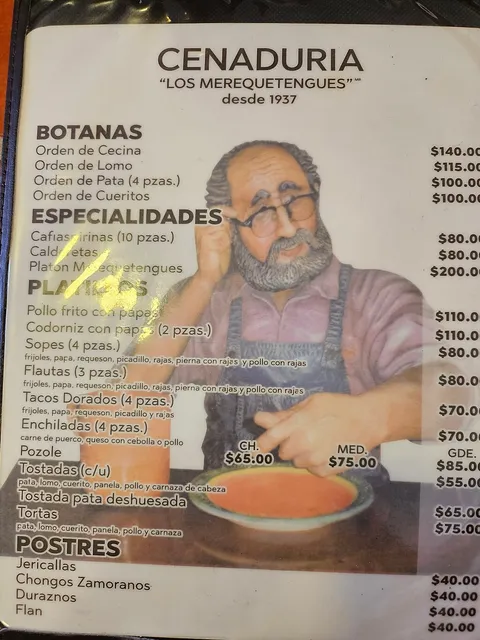 CENADURIA
"LOS MEREQUETENGUES"
desde 1937
BOTANAS
Orden de Cecina $140.00
Orden de Lomo $115.00
Orden de Pata (4 pzas.) $100.00
Orden de Cueritos $100.00
ESPECIALIDADES
(10 pzas.) $80.00
$80.00
Platon Merequetengues $200.00
PLATILLOS
Pollo frito con papas $110.00
Codorniz con papas (2 pzas.) $110.00
Sopes (4 pzas.) $80.00
frijoles, papa, requeson, picadillo, rajas, pierna con rajas y pollo con rajas
Flautas (3 pzas.) $80.00
frijoles, papas, requeson, picadillo, rajas, pierna con rajas y pollo con rajas
Tacos Dorados (4 pzas.) $70.00
frijoles, papa, requeson, picadillo y rajas
Enchiladas (4 pzas.) $70.00
carne de puerco, queso con cebolla o pollo
CH. MED. GDE.
Pozole $65.00 $75.00 $85.00
Tostadas (c/u) $55.00
pata, lomo, cuerito, panela, pollo y carnaza de cabeza
Tostada pata deshuesada $65.00
Tortas $75.00
pata, lomo, cuerito, panela, pollo y carnaza
POSTRES
Jericallas $40.00
Chongos Zamoranos $40.00
Duraznos $40.00
Flan $40.00